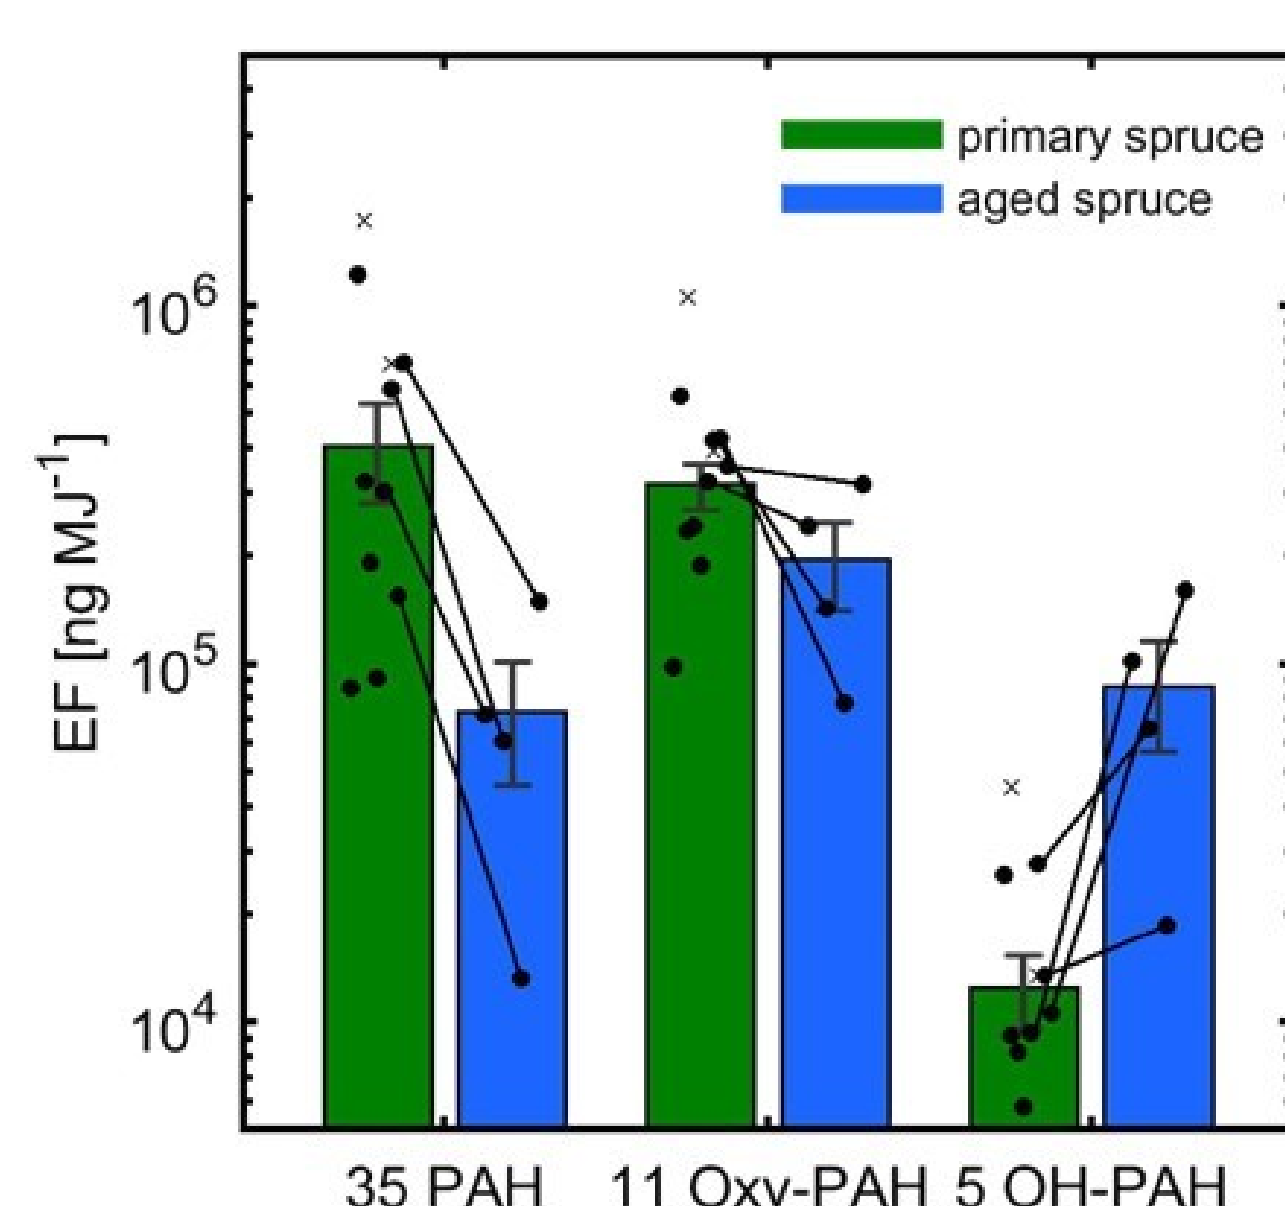 primary spruce
aged spruce
10^6
10^5
10^4
EF [ng MJ^-1]
35 PAH
11 Oxy-PAH
5 OH-PAH